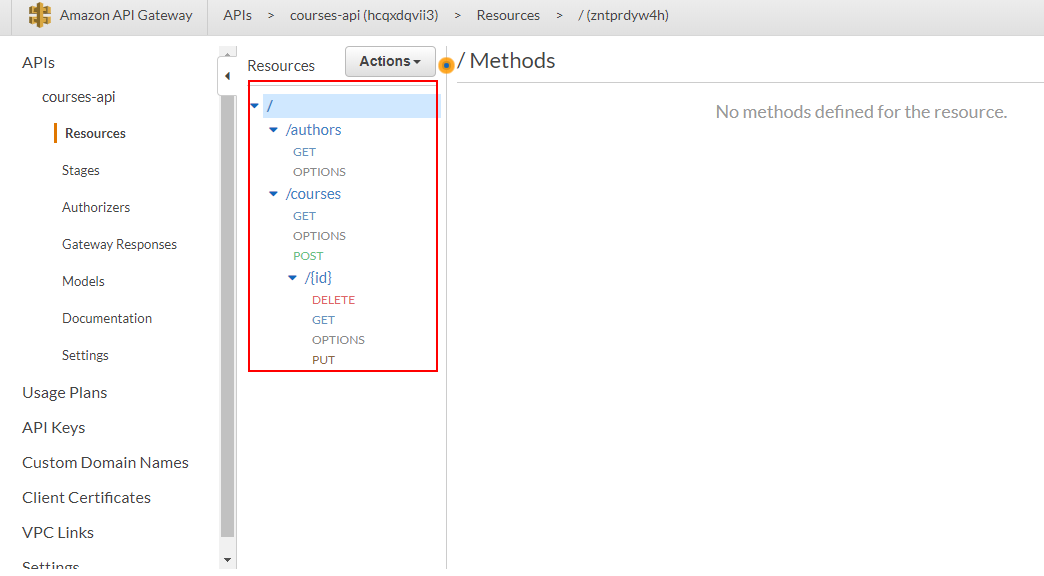 Amazon API Gateway
APIs > courses-api (hcqxdqvii3) > Resources > / (zntprdyw4h)
APIs
courses-api
Resources
Stages
Authorizers
Gateway Responses
Models
Documentation
Settings
Usage Plans
API Keys
Custom Domain Names
Client Certificates
VPC Links
Settings
Resources
Actions
/
/authors
GET
OPTIONS
/courses
GET
OPTIONS
POST
/{id}
DELETE
GET
OPTIONS
PUT
/ Methods
No methods defined for the resource.